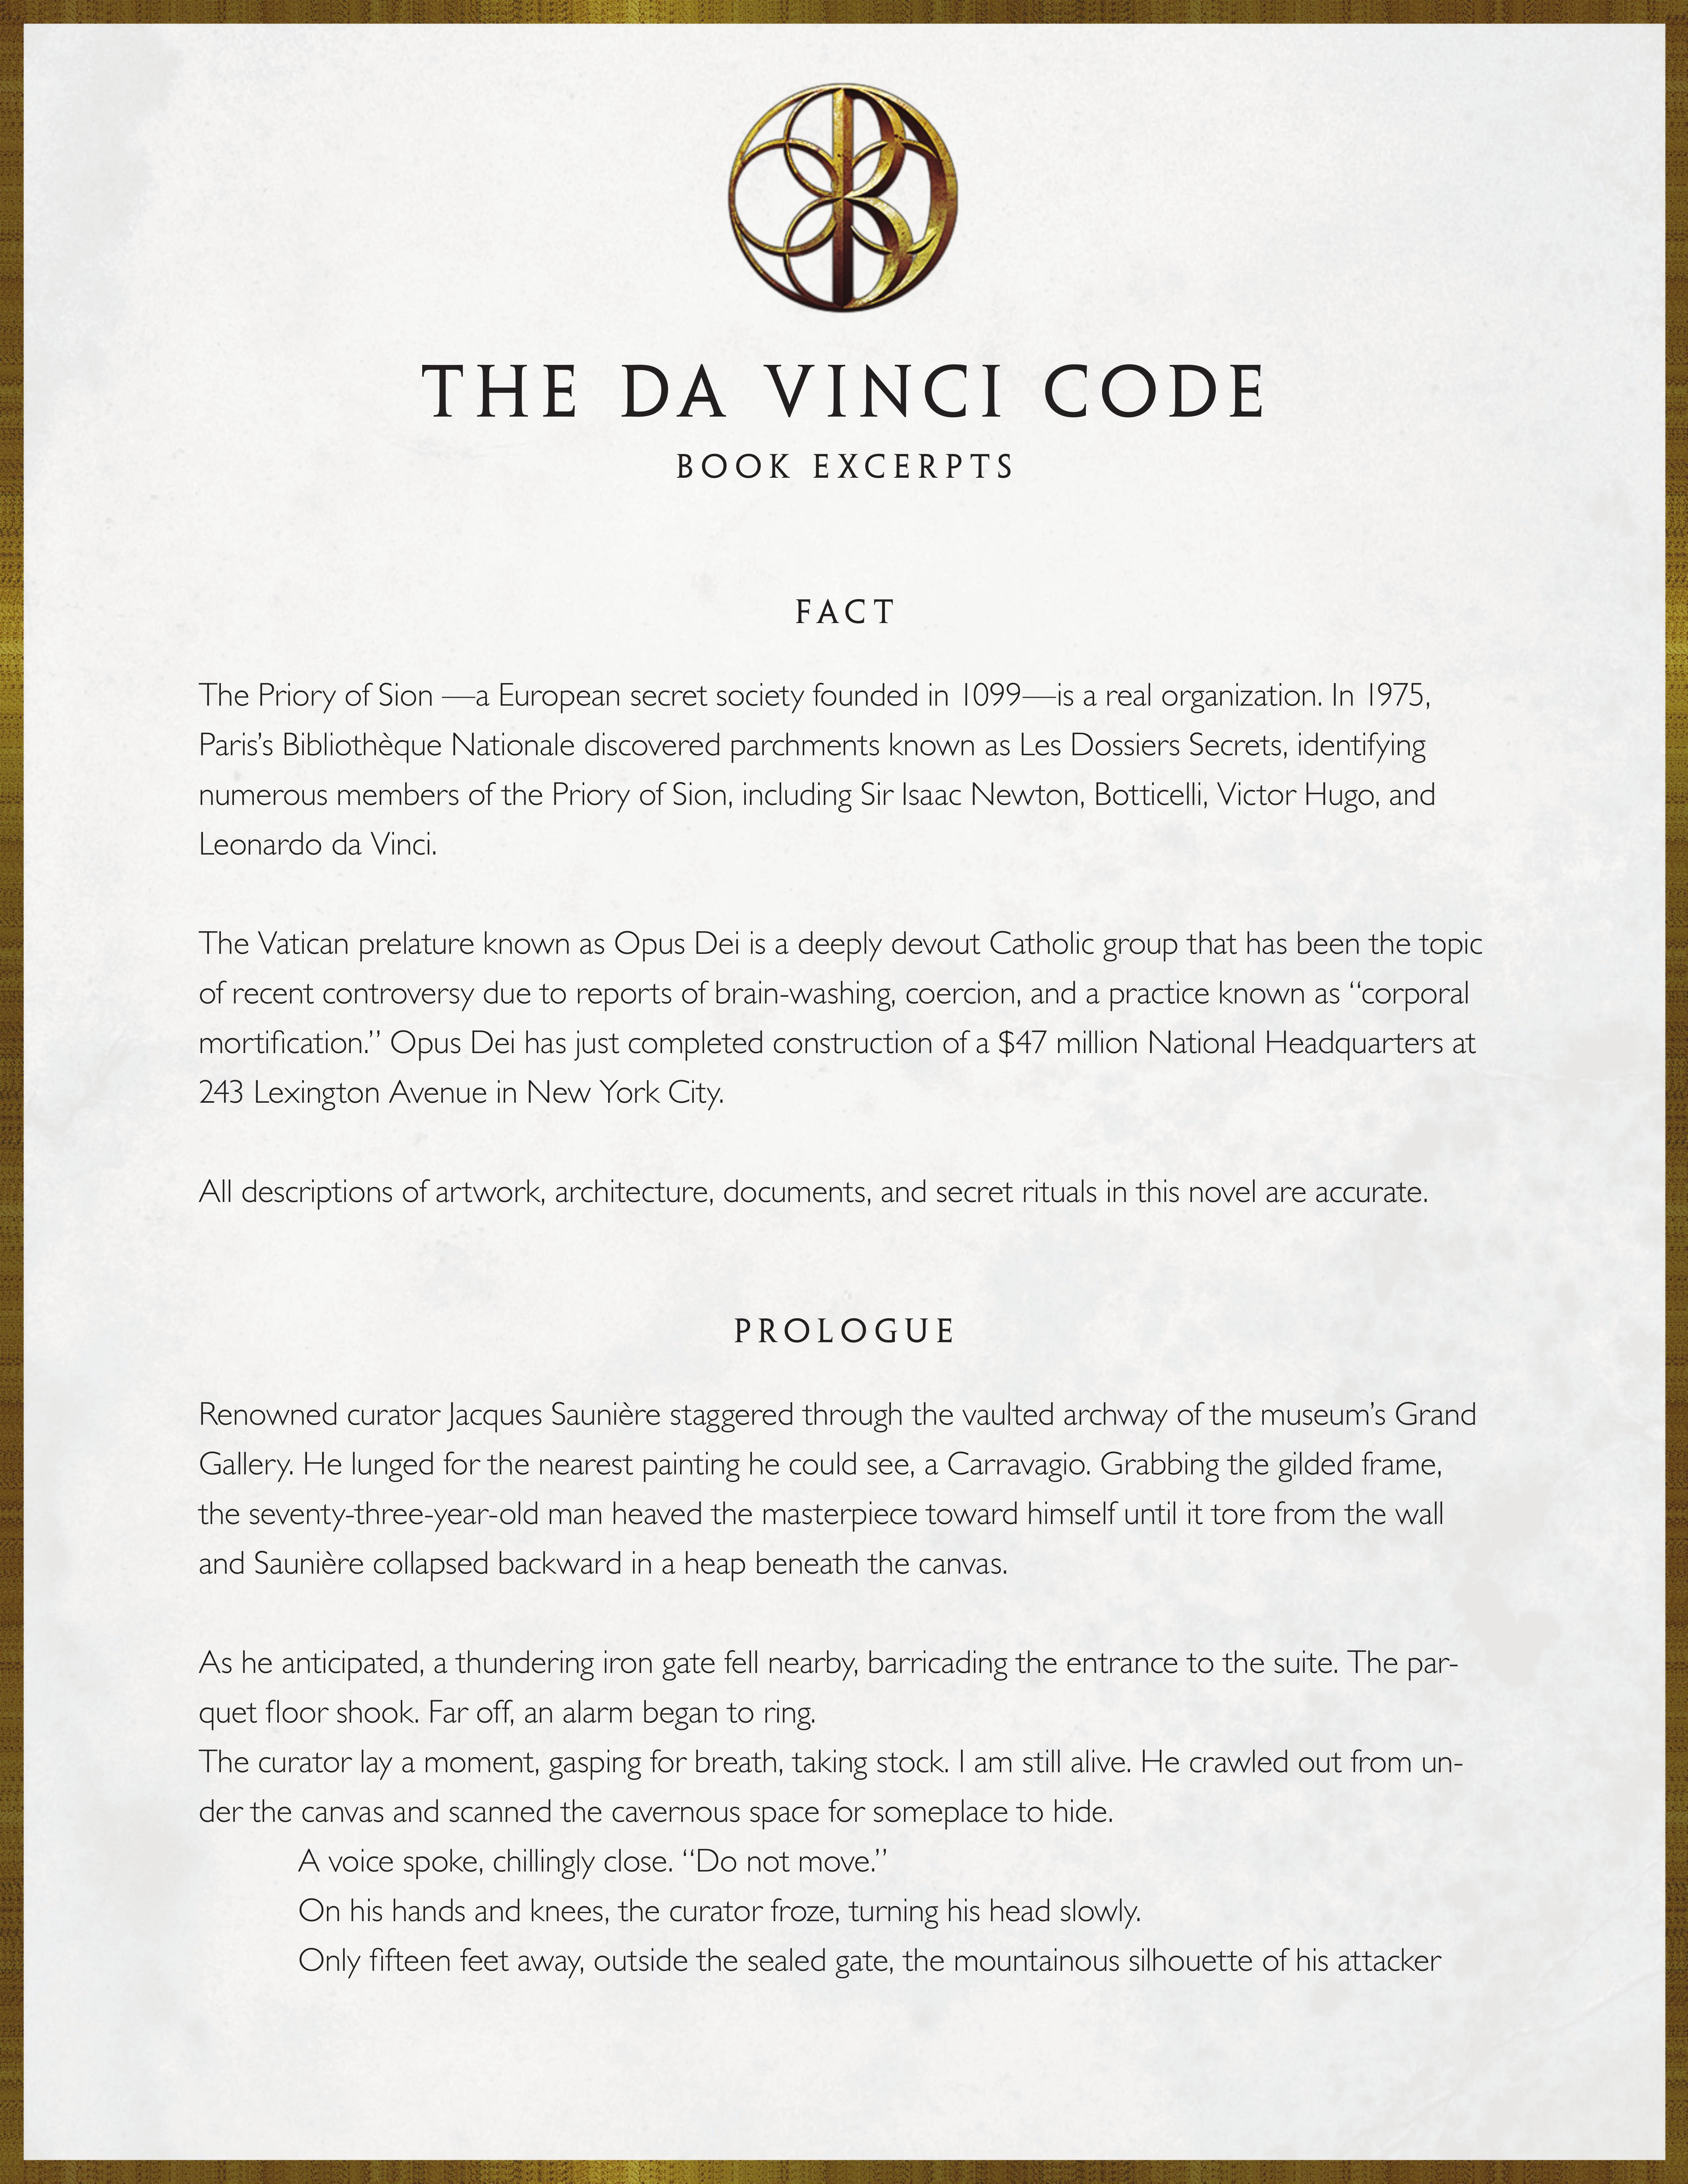 THE DA VINCI CODE
BOOK EXCERPTS
FACT
The Priory of Sion —a European secret society founded in 1099—is a real organization. In 1975,
Paris’s Bibliothèque Nationale discovered parchments known as Les Dossiers Secrets, identifying
numerous members of the Priory of Sion, including Sir Isaac Newton, Botticelli, Victor Hugo, and
Leonardo da Vinci.
The Vatican prelature known as Opus Dei is a deeply devout Catholic group that has been the topic
of recent controversy due to reports of brain-washing, coercion, and a practice known as “corporal
mortification.” Opus Dei has just completed construction of a $47 million National Headquarters at
243 Lexington Avenue in New York City.
All descriptions of artwork, architecture, documents, and secret rituals in this novel are accurate.
PROLOGUE
Renowned curator Jacques Saunière staggered through the vaulted archway of the museum’s Grand
Gallery. He lunged for the nearest painting he could see, a Carravagio. Grabbing the gilded frame,
the seventy-three-year-old man heaved the masterpiece toward himself until it tore from the wall
and Saunière collapsed backward in a heap beneath the canvas.
As he anticipated, a thundering iron gate fell nearby, barricading the entrance to the suite. The par-
quet floor shook. Far off, an alarm began to ring.
The curator lay a moment, gasping for breath, taking stock. I am still alive. He crawled out from un-
der the canvas and scanned the cavernous space for someplace to hide.
A voice spoke, chillingly close. “Do not move.”
On his hands and knees, the curator froze, turning his head slowly.
Only fifteen feet away, outside the sealed gate, the mountainous silhouette of his attacker